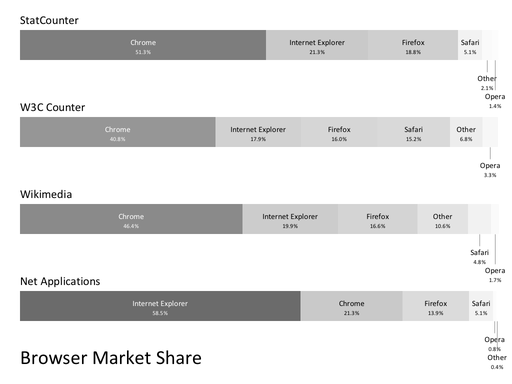 StatCounter
Chrome Internet Explorer Firefox Safari
51.3% 21.3% 18.8% 5.1%
Other
2.1%
Opera
1.4%
W3C Counter
Chrome Internet Explorer Firefox Safari Other
40.8% 17.9% 16.0% 15.2% 6.8%
Opera
3.3%
Wikimedia
Chrome Internet Explorer Firefox Other
46.4% 19.9% 16.6% 10.6%
Safari
4.8%
Opera
1.7%
Net Applications
Internet Explorer Chrome Firefox Safari
58.5% 21.3% 13.9% 5.1%
Opera
0.8%
Other
0.4%
Browser Market Share